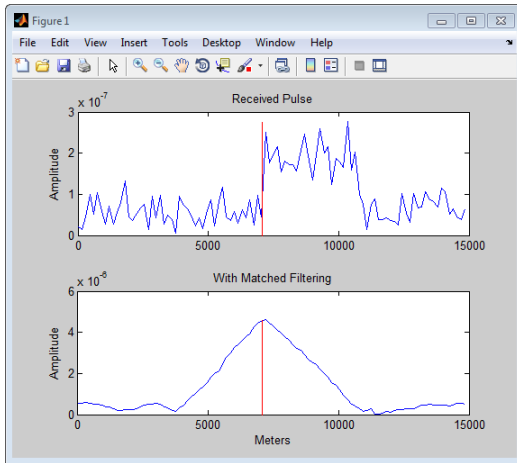 Figure 1
File Edit View Insert Tools Desktop Window Help
Received Pulse
x 10^-7
Amplitude
3
2
1
0
0 5000 10000 15000
With Matched Filtering
x 10^-6
Amplitude
6
4
2
0
0 5000 10000 15000
Meters